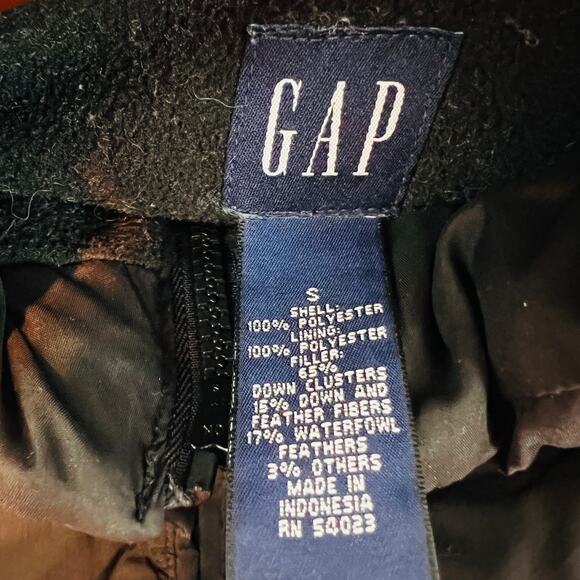 GAP
S
SHELL:
100% POLYESTER
LINING:
100% POLYESTER
FILLER:
65%
DOWN CLUSTERS
15% DOWN AND
FEATHER FIBERS
17% WATERFOWL
FEATHERS
3% OTHERS
MADE IN
INDONESIA
RN 54023